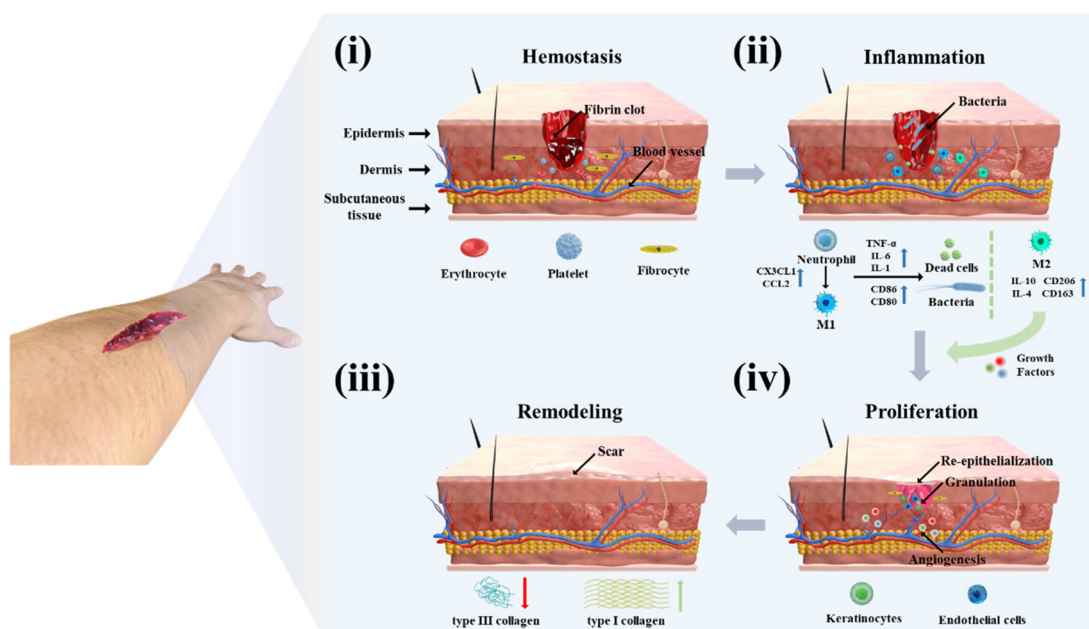 (i)
Hemostasis
Fibrin clot
Epidermis
Blood vessel
Dermis
Subcutaneous
tissue
Erythrocyte
Platelet
Fibrocyte
(ii)
Inflammation
Bacteria
Neutrophil
CX3CL1
CCL2
M1
TNF-α
IL-6
IL-1
CD86
CD80
Dead cells
Bacteria
M2
IL-10 CD206
IL-4 CD163
Growth
Factors
(iii)
Remodeling
Scar
type III collagen
type I collagen
(iv)
Proliferation
Re-epithelialization
Granulation
Angiogenesis
Keratinocytes
Endothelial cells